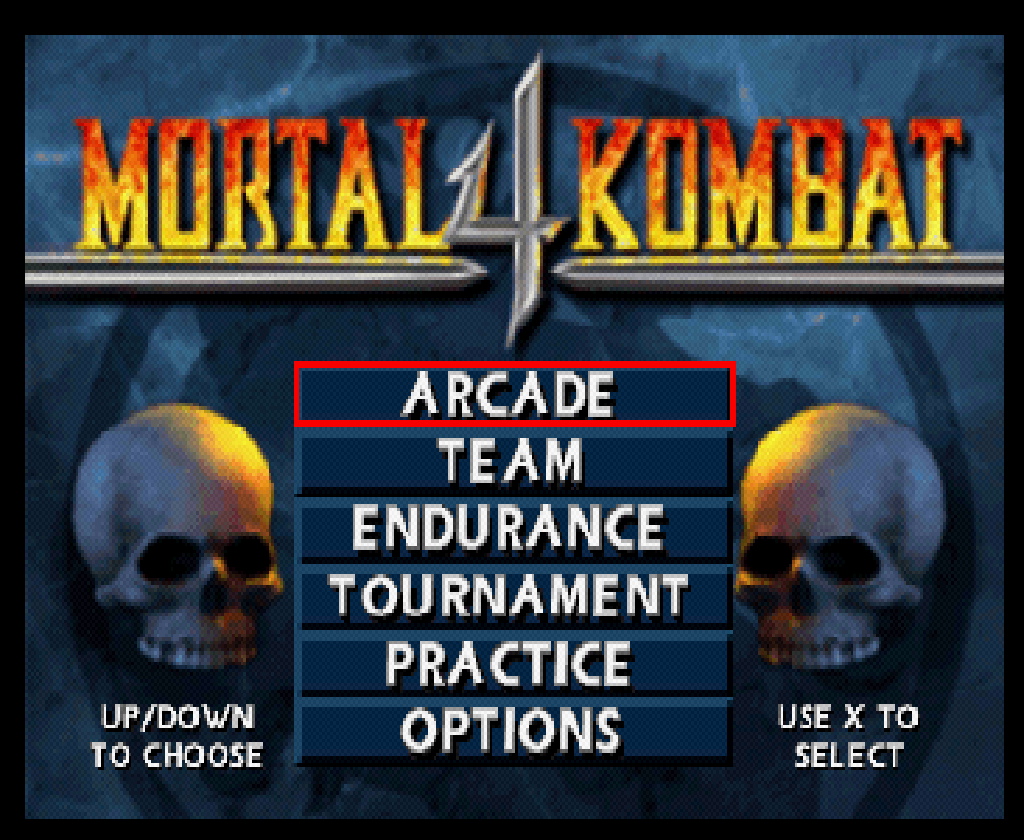 MORTAL 4 KOMBAT
ARCADE
TEAM
ENDURANCE
TOURNAMENT
PRACTICE
OPTIONS
UP/DOWN
TO CHOOSE
USE X TO
SELECT